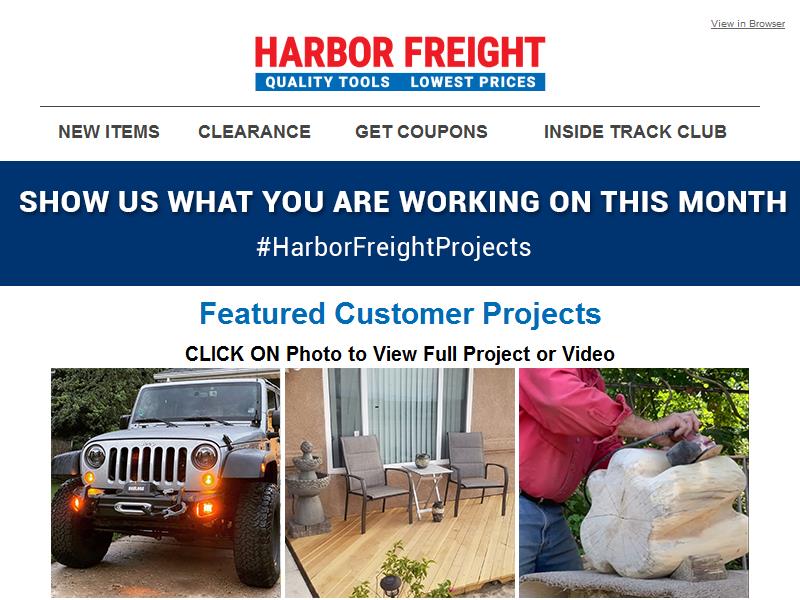 View in Browser
HARBOR FREIGHT
QUALITY TOOLS LOWEST PRICES
NEW ITEMS CLEARANCE GET COUPONS INSIDE TRACK CLUB
SHOW US WHAT YOU ARE WORKING ON THIS MONTH
#HarborFreightProjects
Featured Customer Projects
CLICK ON Photo to View Full Project or Video